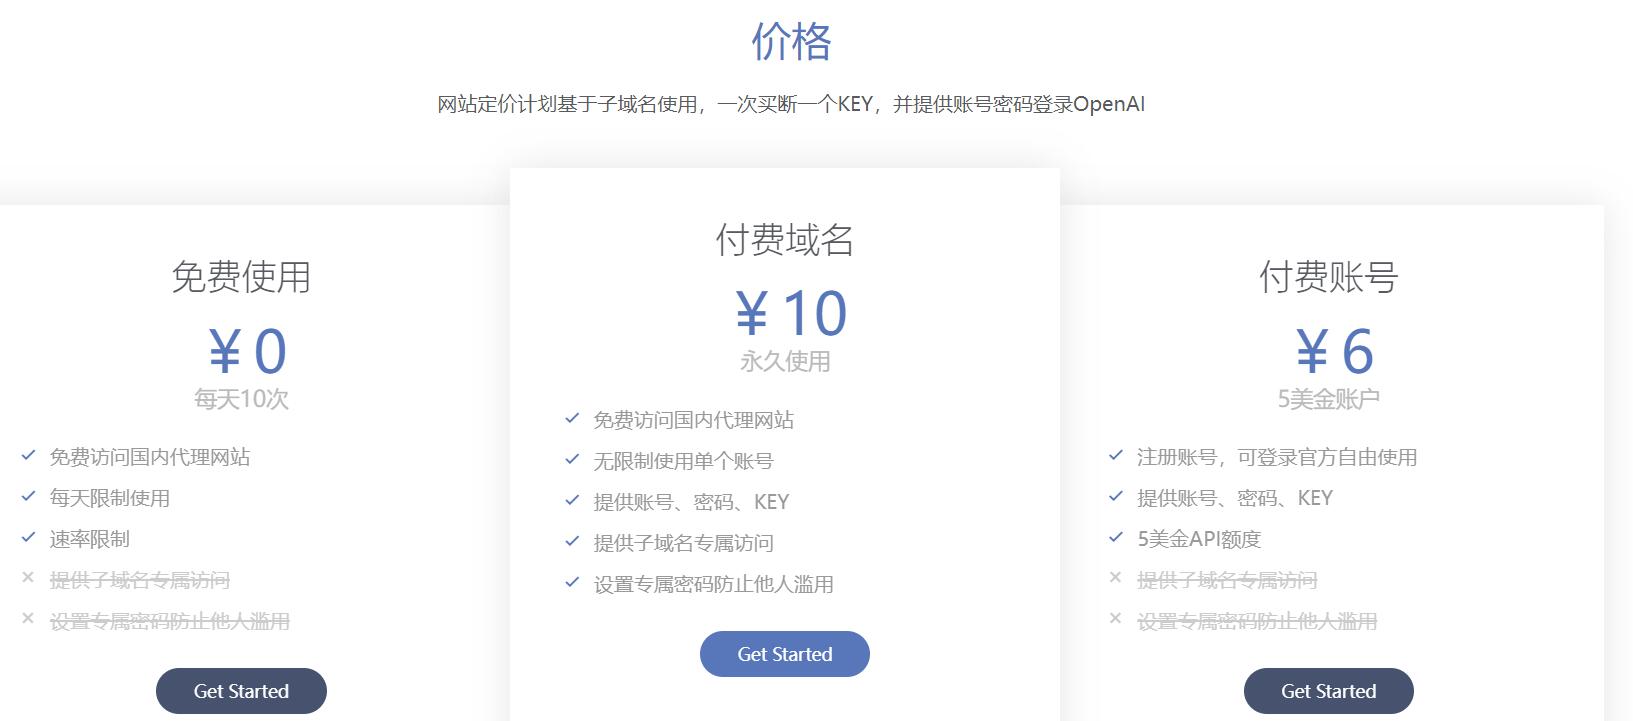 价格
网站定价计划基于子域名使用，一次买断一个KEY，并提供账号密码登录OpenAI
免费使用
￥0
每天10次
免费访问国内代理网站
每天限制使用
速率限制
提供子域名专属访问
设置专属密码防止他人滥用
Get Started
付费域名
￥10
永久使用
免费访问国内代理网站
无限制使用单个账号
提供账号、密码、KEY
提供子域名专属访问
设置专属密码防止他人滥用
Get Started
付费账号
￥6
5美金账户
注册账号，可登录官方自由使用
提供账号、密码、KEY
5美金API额度
提供子域名专属访问
设置专属密码防止他人滥用
Get Started